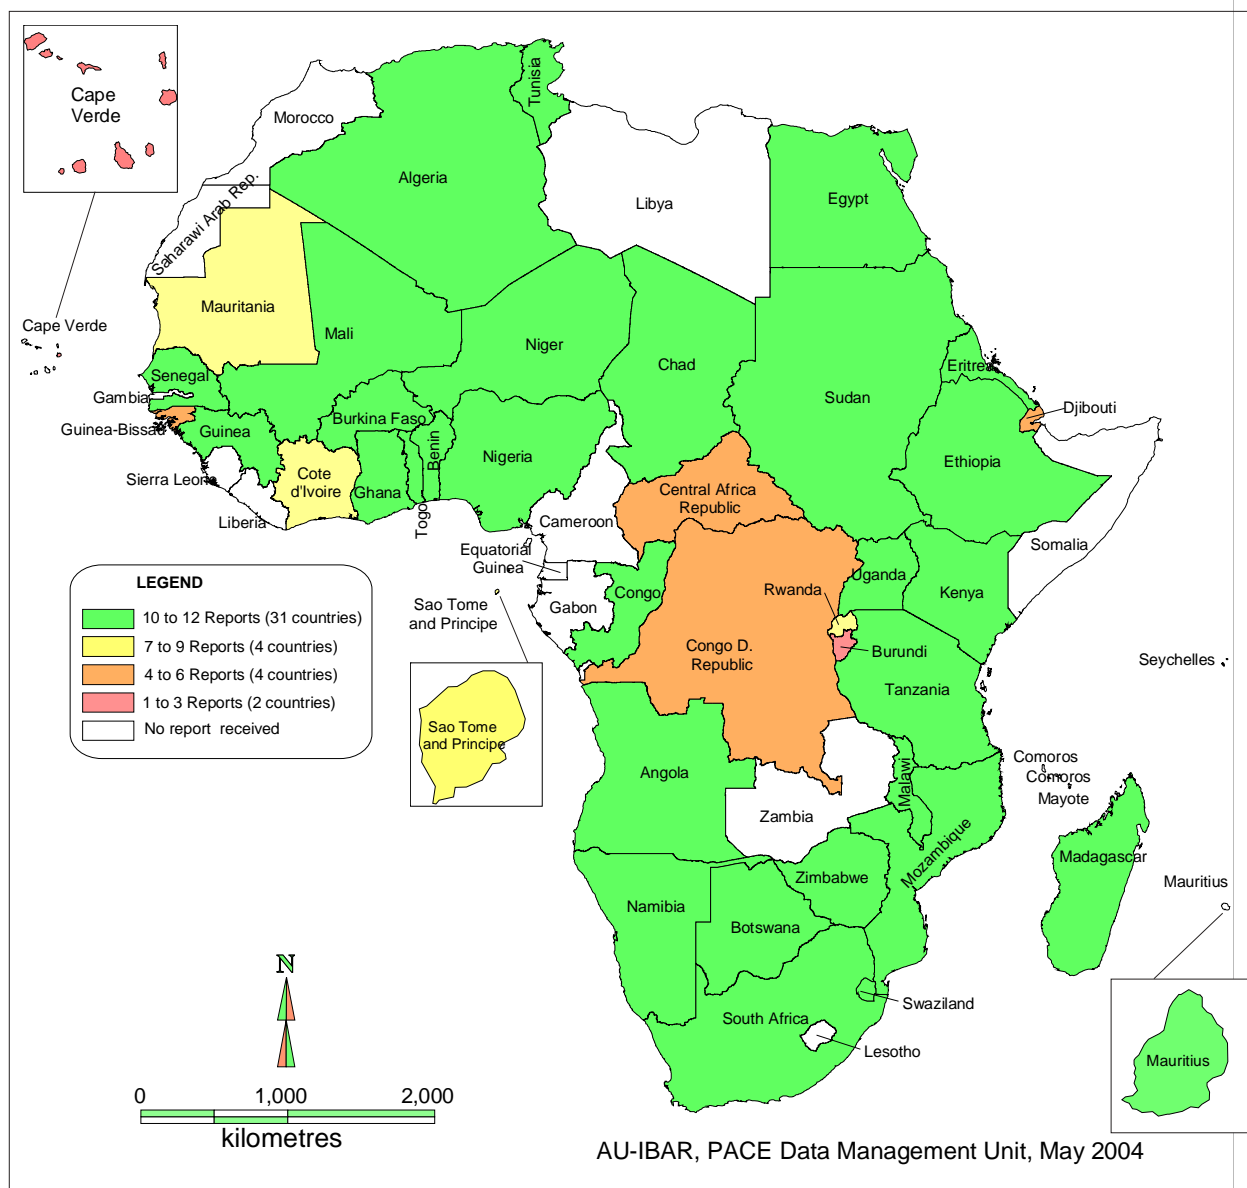 Cape
Verde
Morocco
Tunisia
Algeria
Libya
Egypt
Saharawi Arab Rep.
Mauritania
Cape Verde
Mali
Niger
Chad
Sudan
Eritrea
Senegal
Gambia
Djibouti
Guinea-Bissau
Guinea
Burkina Faso
Benin
Nigeria
Ethiopia
Sierra Leone
Cote
d'Ivoire
Ghana
Togo
Central Africa
Republic
Liberia
Cameroon
Somalia
Equatorial
Guinea
LEGEND
10 to 12 Reports (31 countries)
7 to 9 Reports (4 countries)
4 to 6 Reports (4 countries)
1 to 3 Reports (2 countries)
No report received
Sao Tome
and Principe
Gabon
Congo
Rwanda
Uganda
Kenya
Congo D.
Republic
Burundi
Tanzania
Seychelles
Sao Tome
and Principe
Angola
Zambia
Malawi
Comoros
Comoros
Mayote
Mozambique
Madagascar
Zimbabwe
Mauritius
Namibia
Botswana
N
South Africa
Swaziland
Lesotho
Mauritius
0 1,000 2,000
kilometres
AU-IBAR, PACE Data Management Unit, May 2004